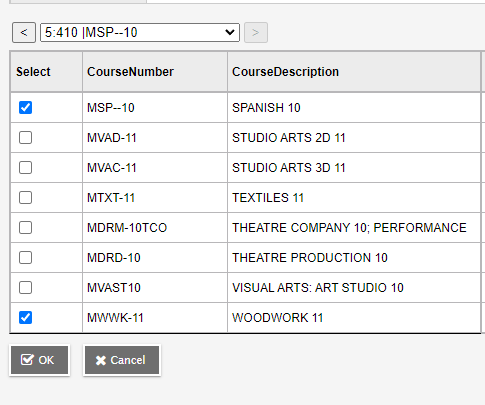 < 5:410 |MSP--10 >
Select CourseNumber CourseDescription
MSP--10 SPANISH 10
MVAD-11 STUDIO ARTS 2D 11
MVAC-11 STUDIO ARTS 3D 11
MTXT-11 TEXTILES 11
MDRM-10TCO THEATRE COMPANY 10; PERFORMANCE
MDRD-10 THEATRE PRODUCTION 10
MVAST10 VISUAL ARTS: ART STUDIO 10
MWWK-11 WOODWORK 11
OK Cancel